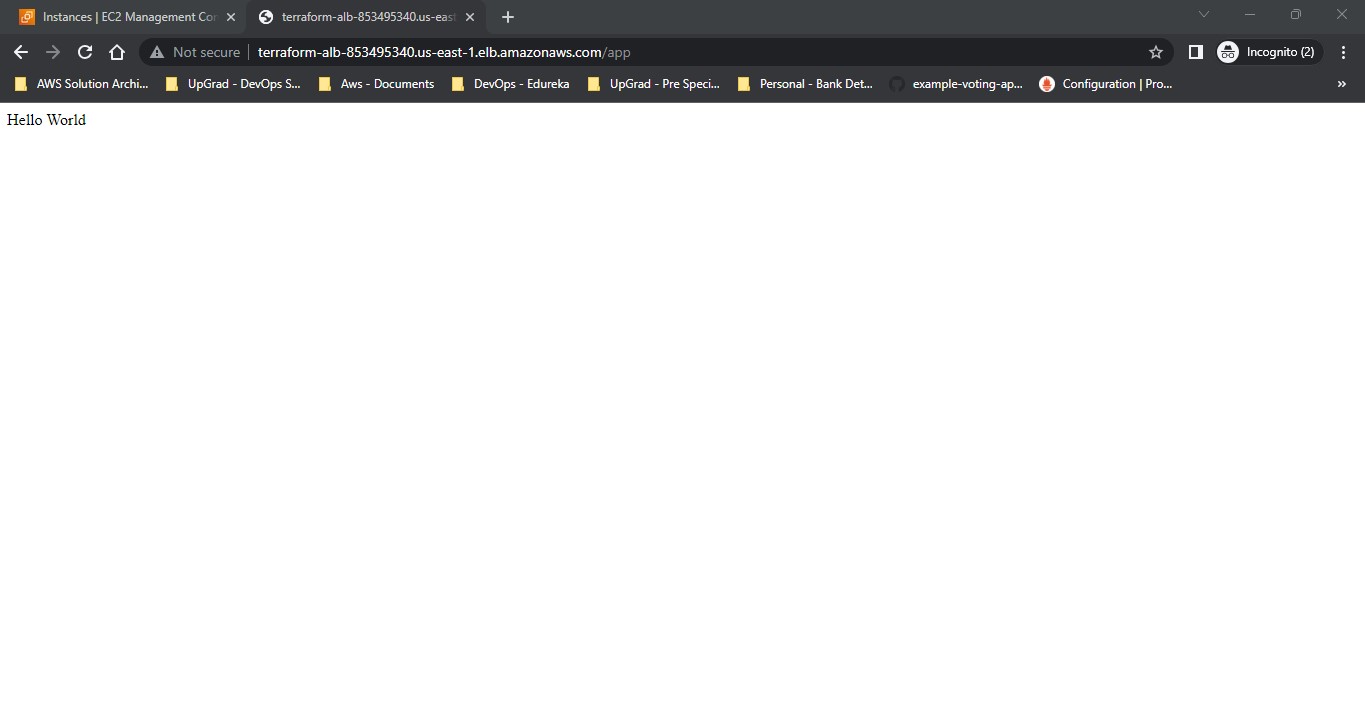 Instances | EC2 Management Con
terraform-alb-853495340.us-east
Not secure
terraform-alb-853495340.us-east-1.elb.amazonaws.com/app
Incognito (2)
AWS Solution Archi...
UpGrad - DevOps S...
Aws - Documents
DevOps - Edureka
UpGrad - Pre Speci...
Personal - Bank Det...
example-voting-ap...
Configuration | Pro...
»
Hello World